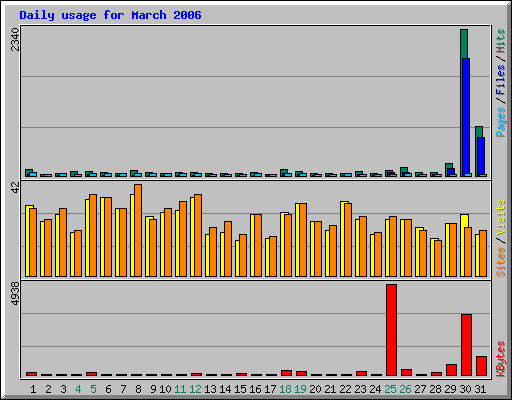 Daily usage for March 2006
2340
Pages / Files / Hits
42
Sites / Visits
4938
KBytes
1 2 3 4 5 6 7 8 9 10 11 12 13 14 15 16 17 18 19 20 21 22 23 24 25 26 27 28 29 30 31